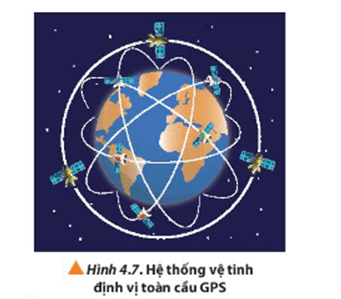 Hình 4.7. Hệ thống vệ tinh
định vị toàn cầu GPS